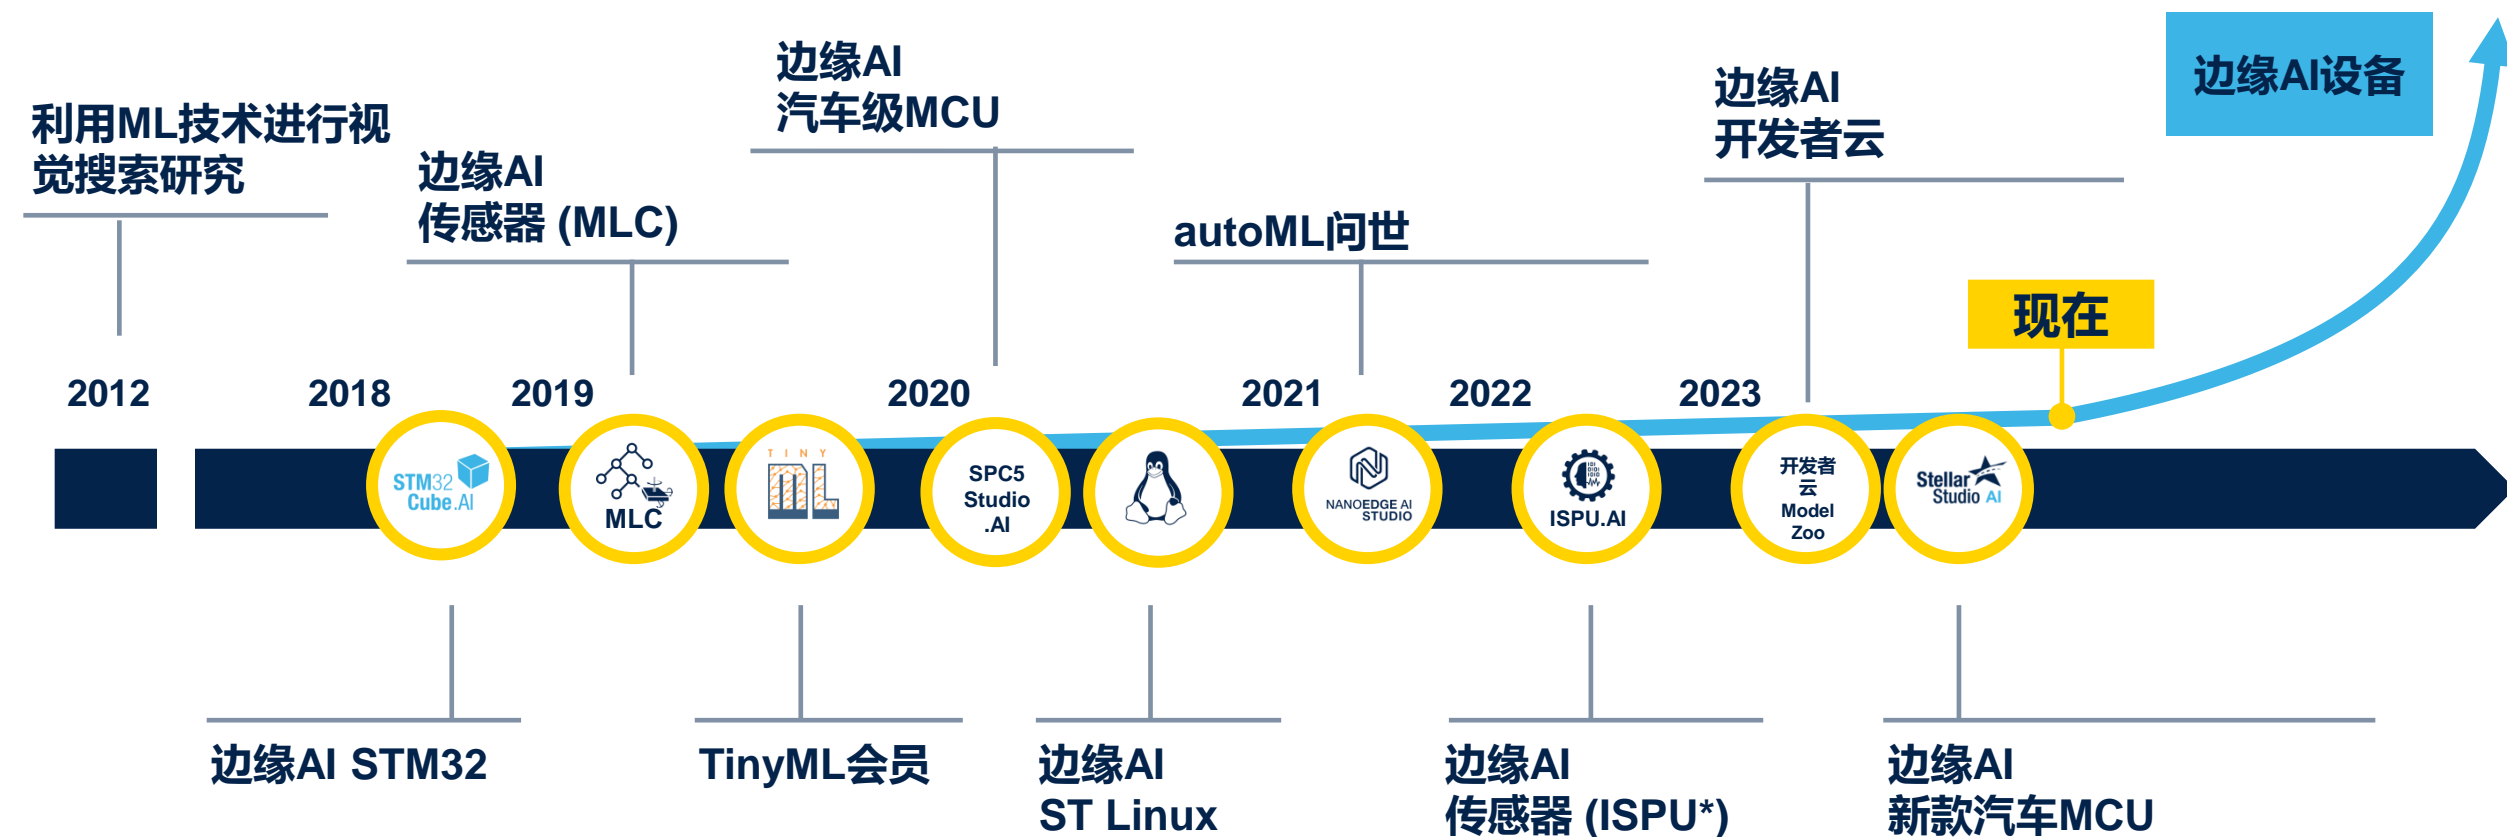 利用ML技术进行视
觉搜索研究
边缘AI
传感器 (MLC)
边缘AI
汽车级MCU
autoML问世
边缘AI
开发者云
边缘AI设备
现在
2012
2018
2019
2020
2021
2022
2023
STM32
Cube.AI
MLC
TINY
ML
SPC5
Studio
.AI
NANOEDGE AI
STUDIO
ISPU.AI
开发者
云
Model
Zoo
Stellar
Studio AI
边缘AI STM32
TinyML会员
边缘AI
ST Linux
边缘AI
传感器 (ISPU*)
边缘AI
新款汽车MCU